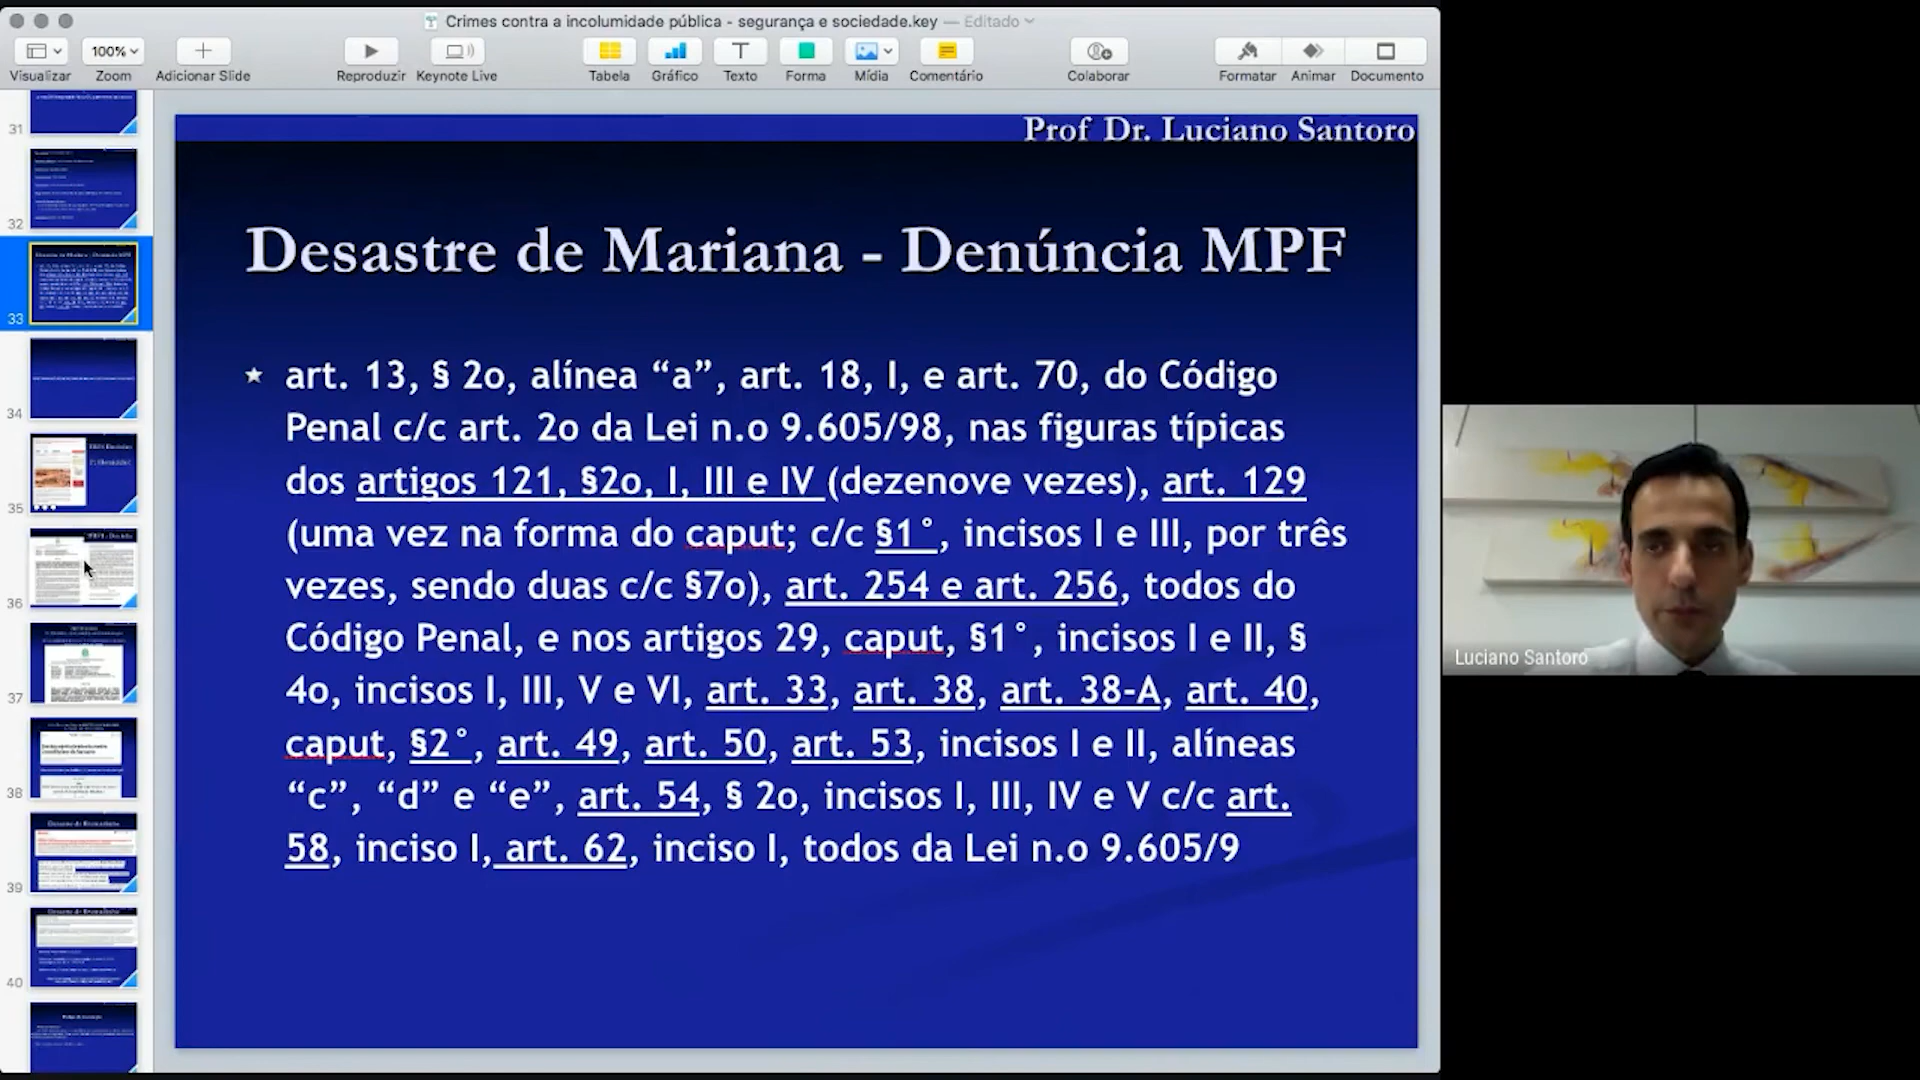 Crimes contra a incolumidade pública - segurança e sociedade.key — Editado
100%
Visualizar Zoom Adicionar Slide Reproduzir Keynote Live Tabela Gráfico Texto Forma Mídia Comentário Colaborar Formatar Animar Documento
Prof Dr. Luciano Santoro
Desastre de Mariana - Denúncia MPF
art. 13, § 2o, alínea “a”, art. 18, I, e art. 70, do Código
Penal c/c art. 2o da Lei n.o 9.605/98, nas figuras típicas
dos artigos 121, §2o, I, III e IV (dezenove vezes), art. 129
(uma vez na forma do caput; c/c §1°, incisos I e III, por três
vezes, sendo duas c/c §7o), art. 254 e art. 256, todos do
Código Penal, e nos artigos 29, caput, §1°, incisos I e II, §
4o, incisos I, III, V e VI, art. 33, art. 38, art. 38-A, art. 40,
caput, §2°, art. 49, art. 50, art. 53, incisos I e II, alíneas
“c”, “d” e “e”, art. 54, § 2o, incisos I, III, IV e V c/c art.
58, inciso I, art. 62, inciso I, todos da Lei n.o 9.605/9
31
32
33
34
35
36
37
38
39
40
Luciano Santoro